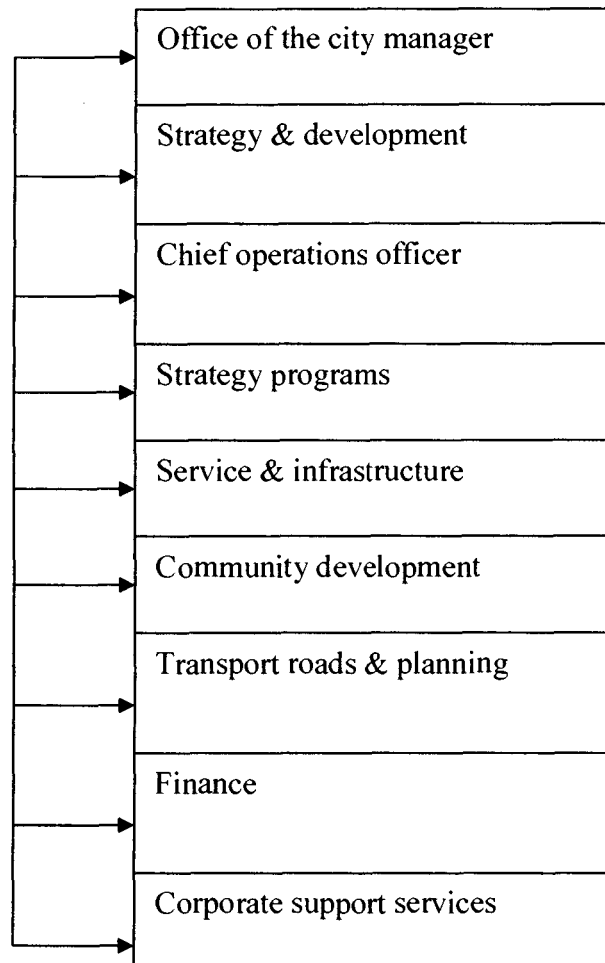 Office of the city manager
Strategy & development
Chief operations officer
Strategy programs
Service & infrastructure
Community development
Transport roads & planning
Finance
Corporate support services